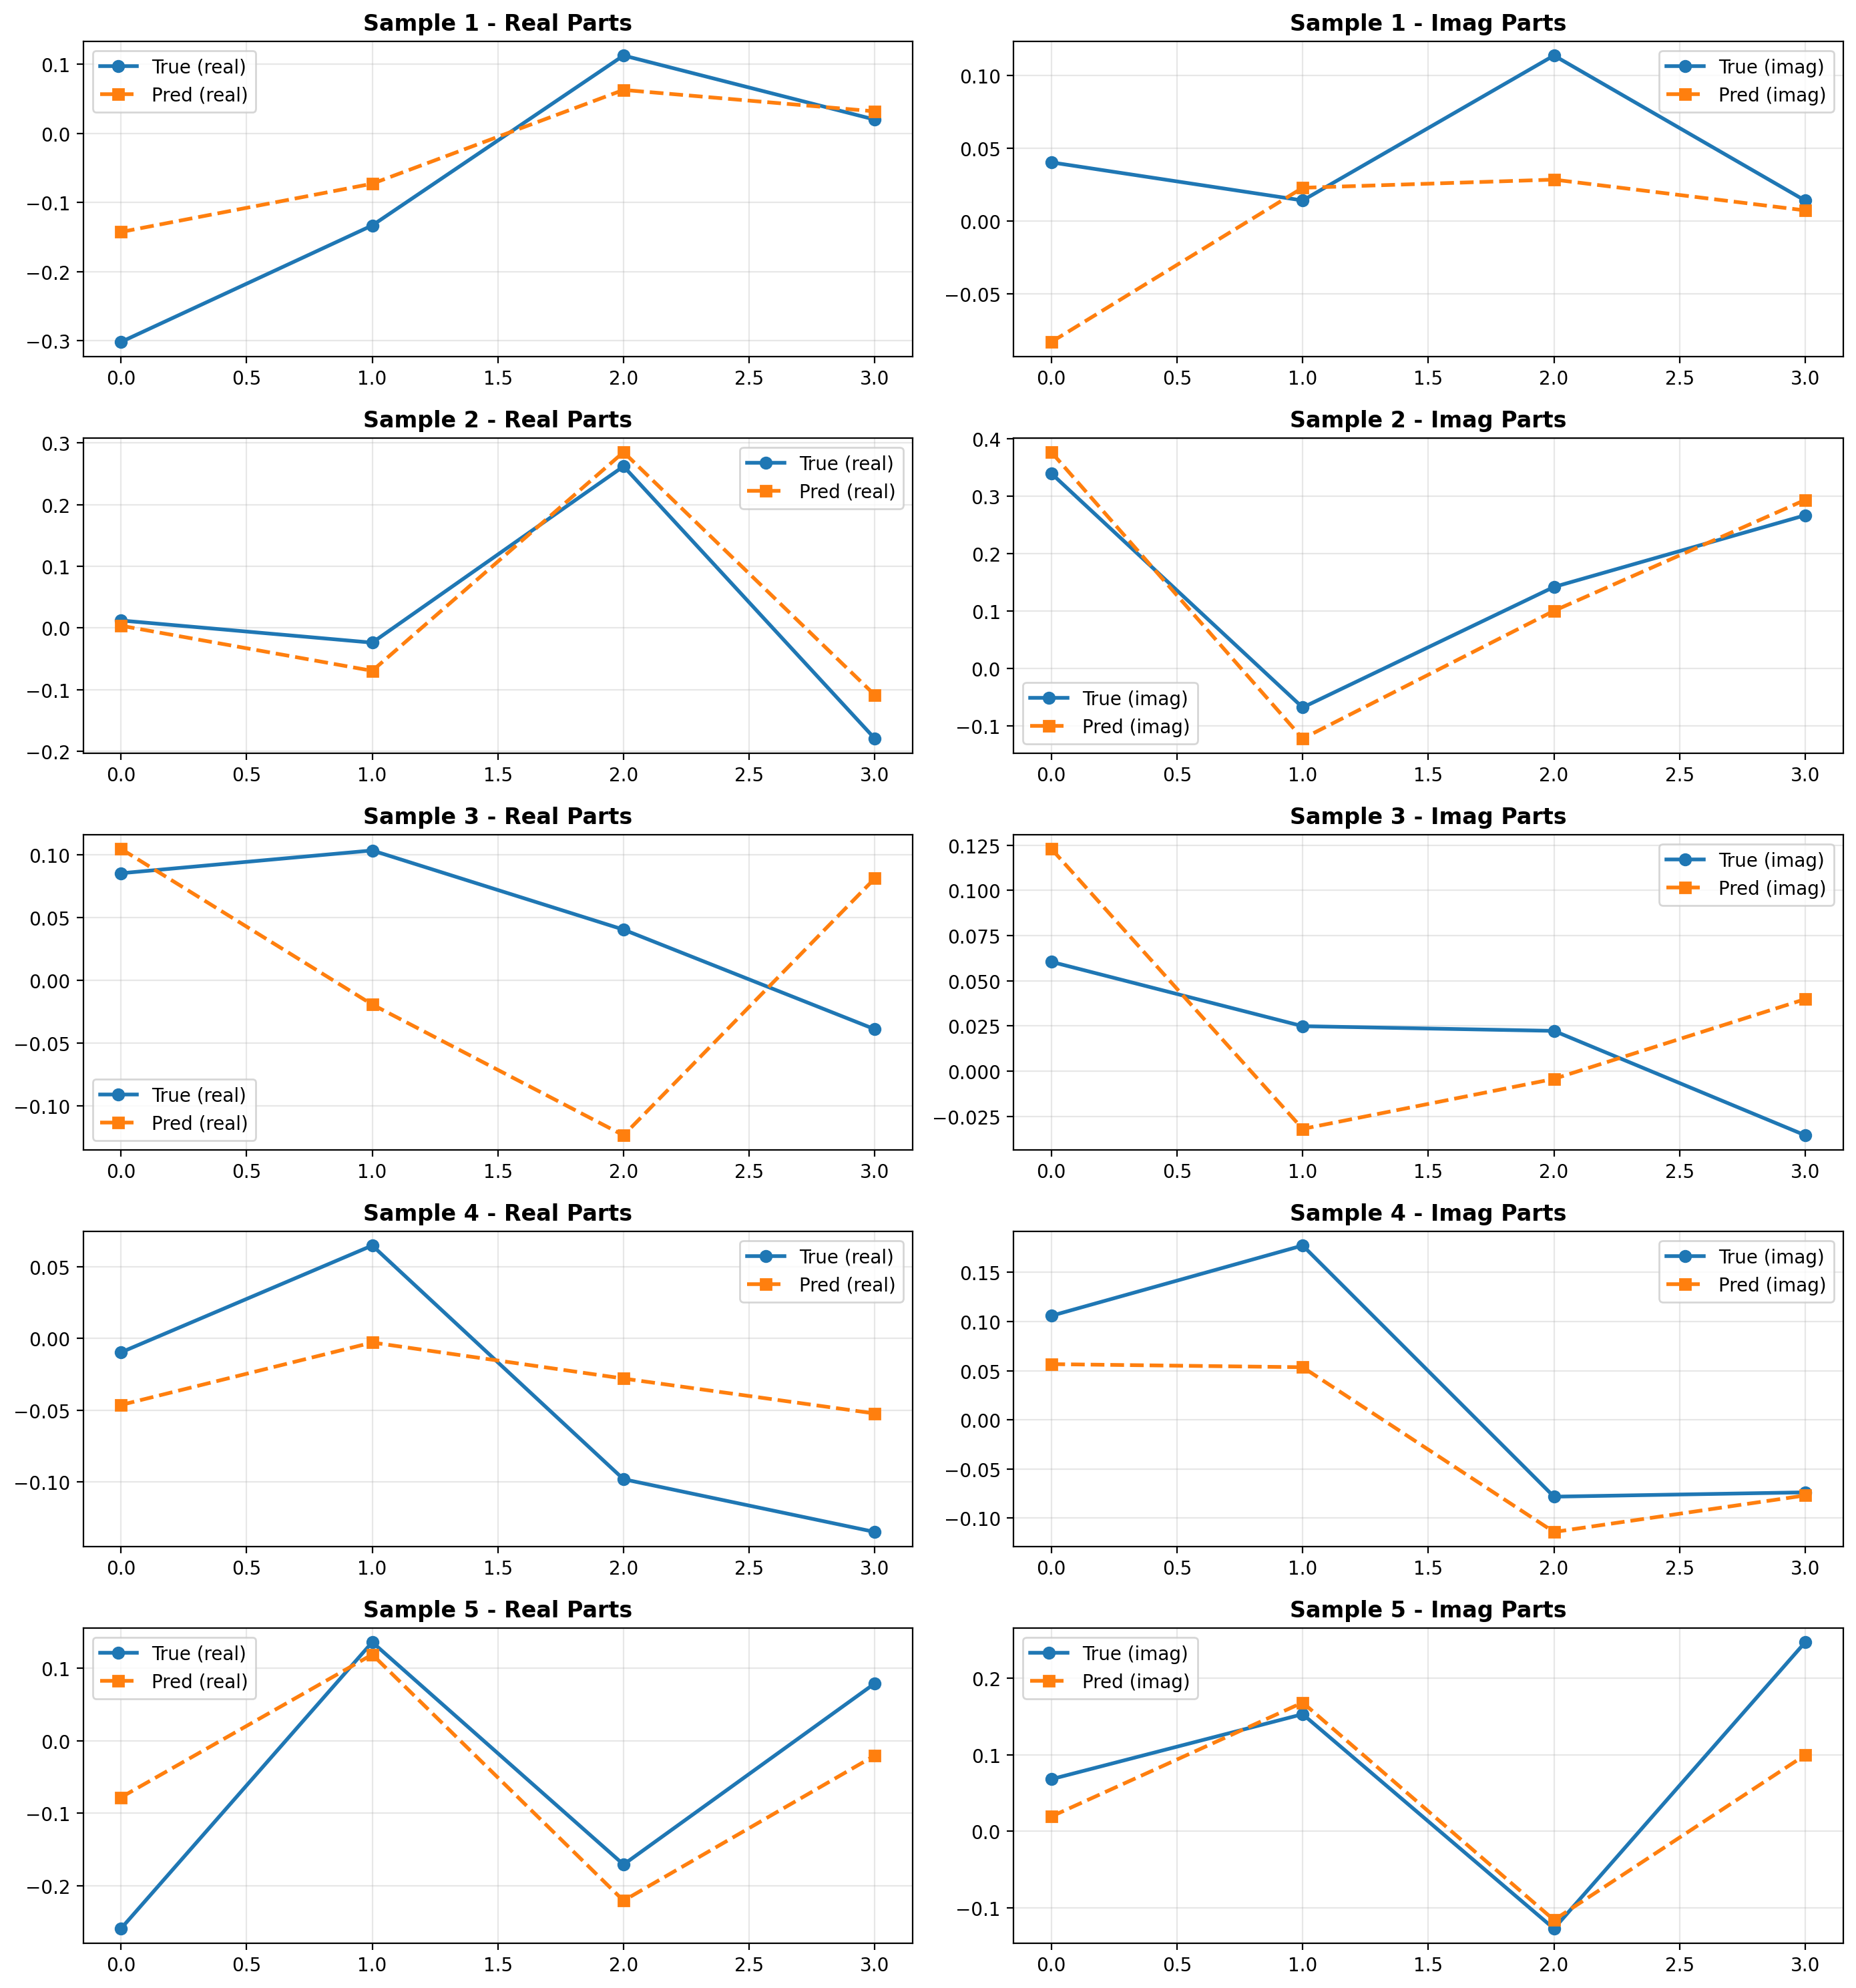 Sample 1 - Real Parts
True (real)
Pred (real)
0.1
0.0
−0.1
−0.2
−0.3
0.0 0.5 1.0 1.5 2.0 2.5 3.0
Sample 1 - Imag Parts
True (imag)
Pred (imag)
0.10
0.05
0.00
−0.05
0.0 0.5 1.0 1.5 2.0 2.5 3.0
Sample 2 - Real Parts
True (real)
Pred (real)
0.3
0.2
0.1
0.0
−0.1
−0.2
0.0 0.5 1.0 1.5 2.0 2.5 3.0
Sample 2 - Imag Parts
0.4
0.3
0.2
0.1
0.0
−0.1
True (imag)
Pred (imag)
0.0 0.5 1.0 1.5 2.0 2.5 3.0
Sample 3 - Real Parts
0.10
0.05
0.00
−0.05
−0.10
True (real)
Pred (real)
0.0 0.5 1.0 1.5 2.0 2.5 3.0
Sample 3 - Imag Parts
True (imag)
Pred (imag)
0.125
0.100
0.075
0.050
0.025
0.000
−0.025
0.0 0.5 1.0 1.5 2.0 2.5 3.0
Sample 4 - Real Parts
True (real)
Pred (real)
0.05
0.00
−0.05
−0.10
0.0 0.5 1.0 1.5 2.0 2.5 3.0
Sample 4 - Imag Parts
True (imag)
Pred (imag)
0.15
0.10
0.05
0.00
−0.05
−0.10
0.0 0.5 1.0 1.5 2.0 2.5 3.0
Sample 5 - Real Parts
True (real)
Pred (real)
0.1
0.0
−0.1
−0.2
0.0 0.5 1.0 1.5 2.0 2.5 3.0
Sample 5 - Imag Parts
True (imag)
Pred (imag)
0.2
0.1
0.0
−0.1
0.0 0.5 1.0 1.5 2.0 2.5 3.0